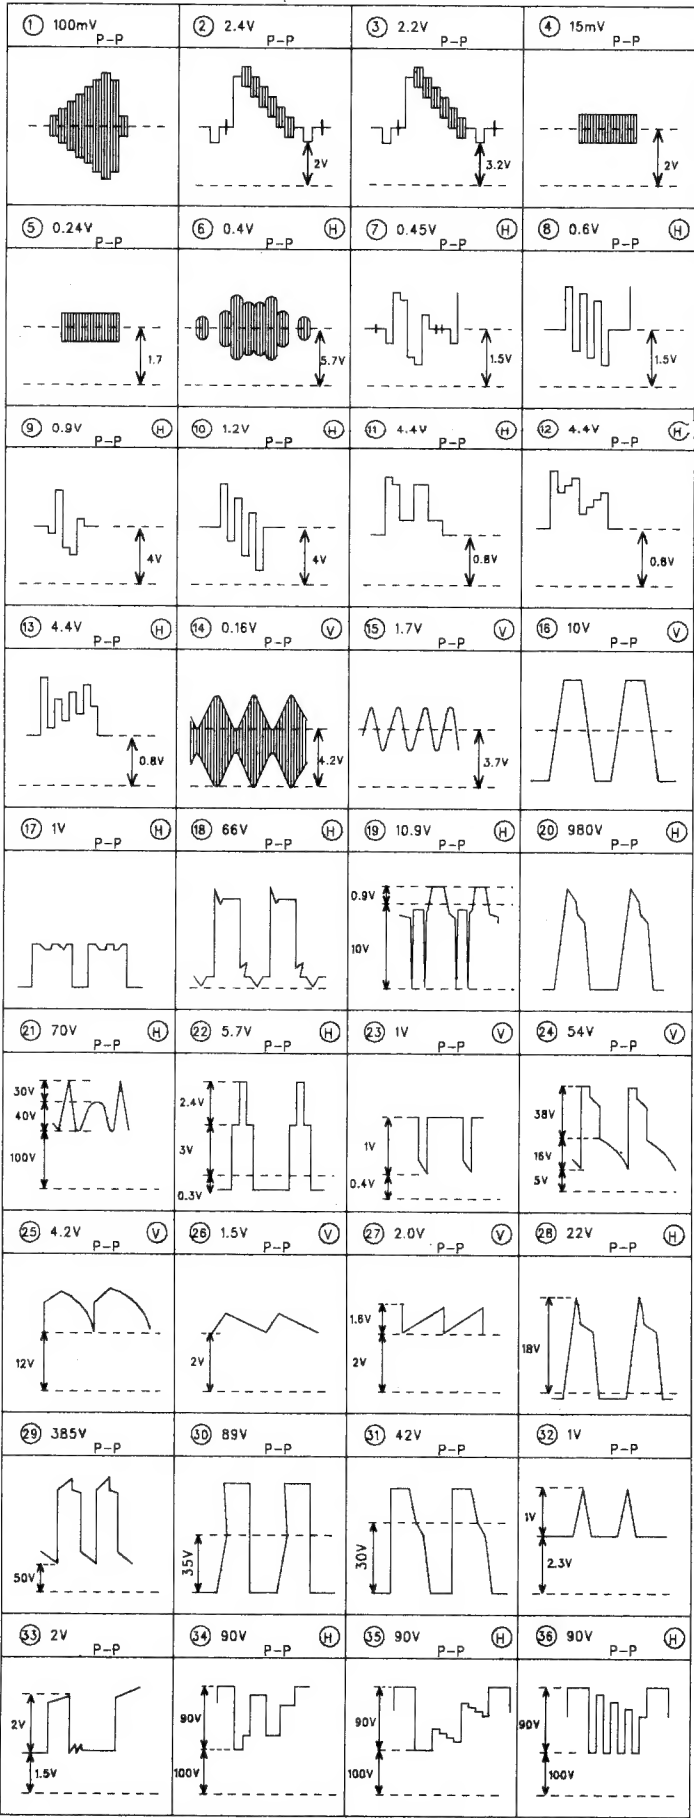 ① 100mV P-P
② 2.4V P-P
③ 2.2V P-P
④ 15mV P-P
2V
3.2V
2V
⑤ 0.24V P-P
⑥ 0.4V P-P Ⓗ
⑦ 0.45V P-P Ⓗ
⑧ 0.6V P-P Ⓗ
1.7
5.7V
1.5V
1.5V
⑨ 0.9V P-P Ⓗ
⑩ 1.2V P-P Ⓗ
⑪ 4.4V P-P Ⓗ
⑫ 4.4V P-P Ⓗ
4V
4V
0.8V
0.8V
⑬ 4.4V P-P Ⓗ
⑭ 0.16V P-P Ⓥ
⑮ 1.7V P-P Ⓥ
⑯ 10V P-P Ⓥ
0.8V
4.2V
3.7V
⑰ 1V P-P Ⓗ
⑱ 66V P-P Ⓗ
⑲ 10.9V P-P Ⓗ
⑳ 980V P-P Ⓗ
0.9V
10V
㉑ 70V P-P Ⓗ
㉒ 5.7V P-P Ⓗ
㉓ 1V P-P Ⓥ
㉔ 54V P-P Ⓥ
30V
40V
100V
2.4V
3V
0.3V
1V
0.4V
38V
16V
5V
㉕ 4.2V P-P Ⓥ
㉖ 1.5V P-P Ⓥ
㉗ 2.0V P-P Ⓥ
㉘ 22V P-P Ⓗ
12V
2V
1.6V
2V
18V
㉙ 385V P-P
㉚ 89V P-P
㉛ 42V P-P
㉜ 1V P-P
50V
35V
30V
1V
2.3V
㉝ 2V P-P
㉞ 90V P-P Ⓗ
㉟ 90V P-P Ⓗ
㊱ 90V P-P Ⓗ
2V
1.5V
90V
100V
90V
100V
90V
100V